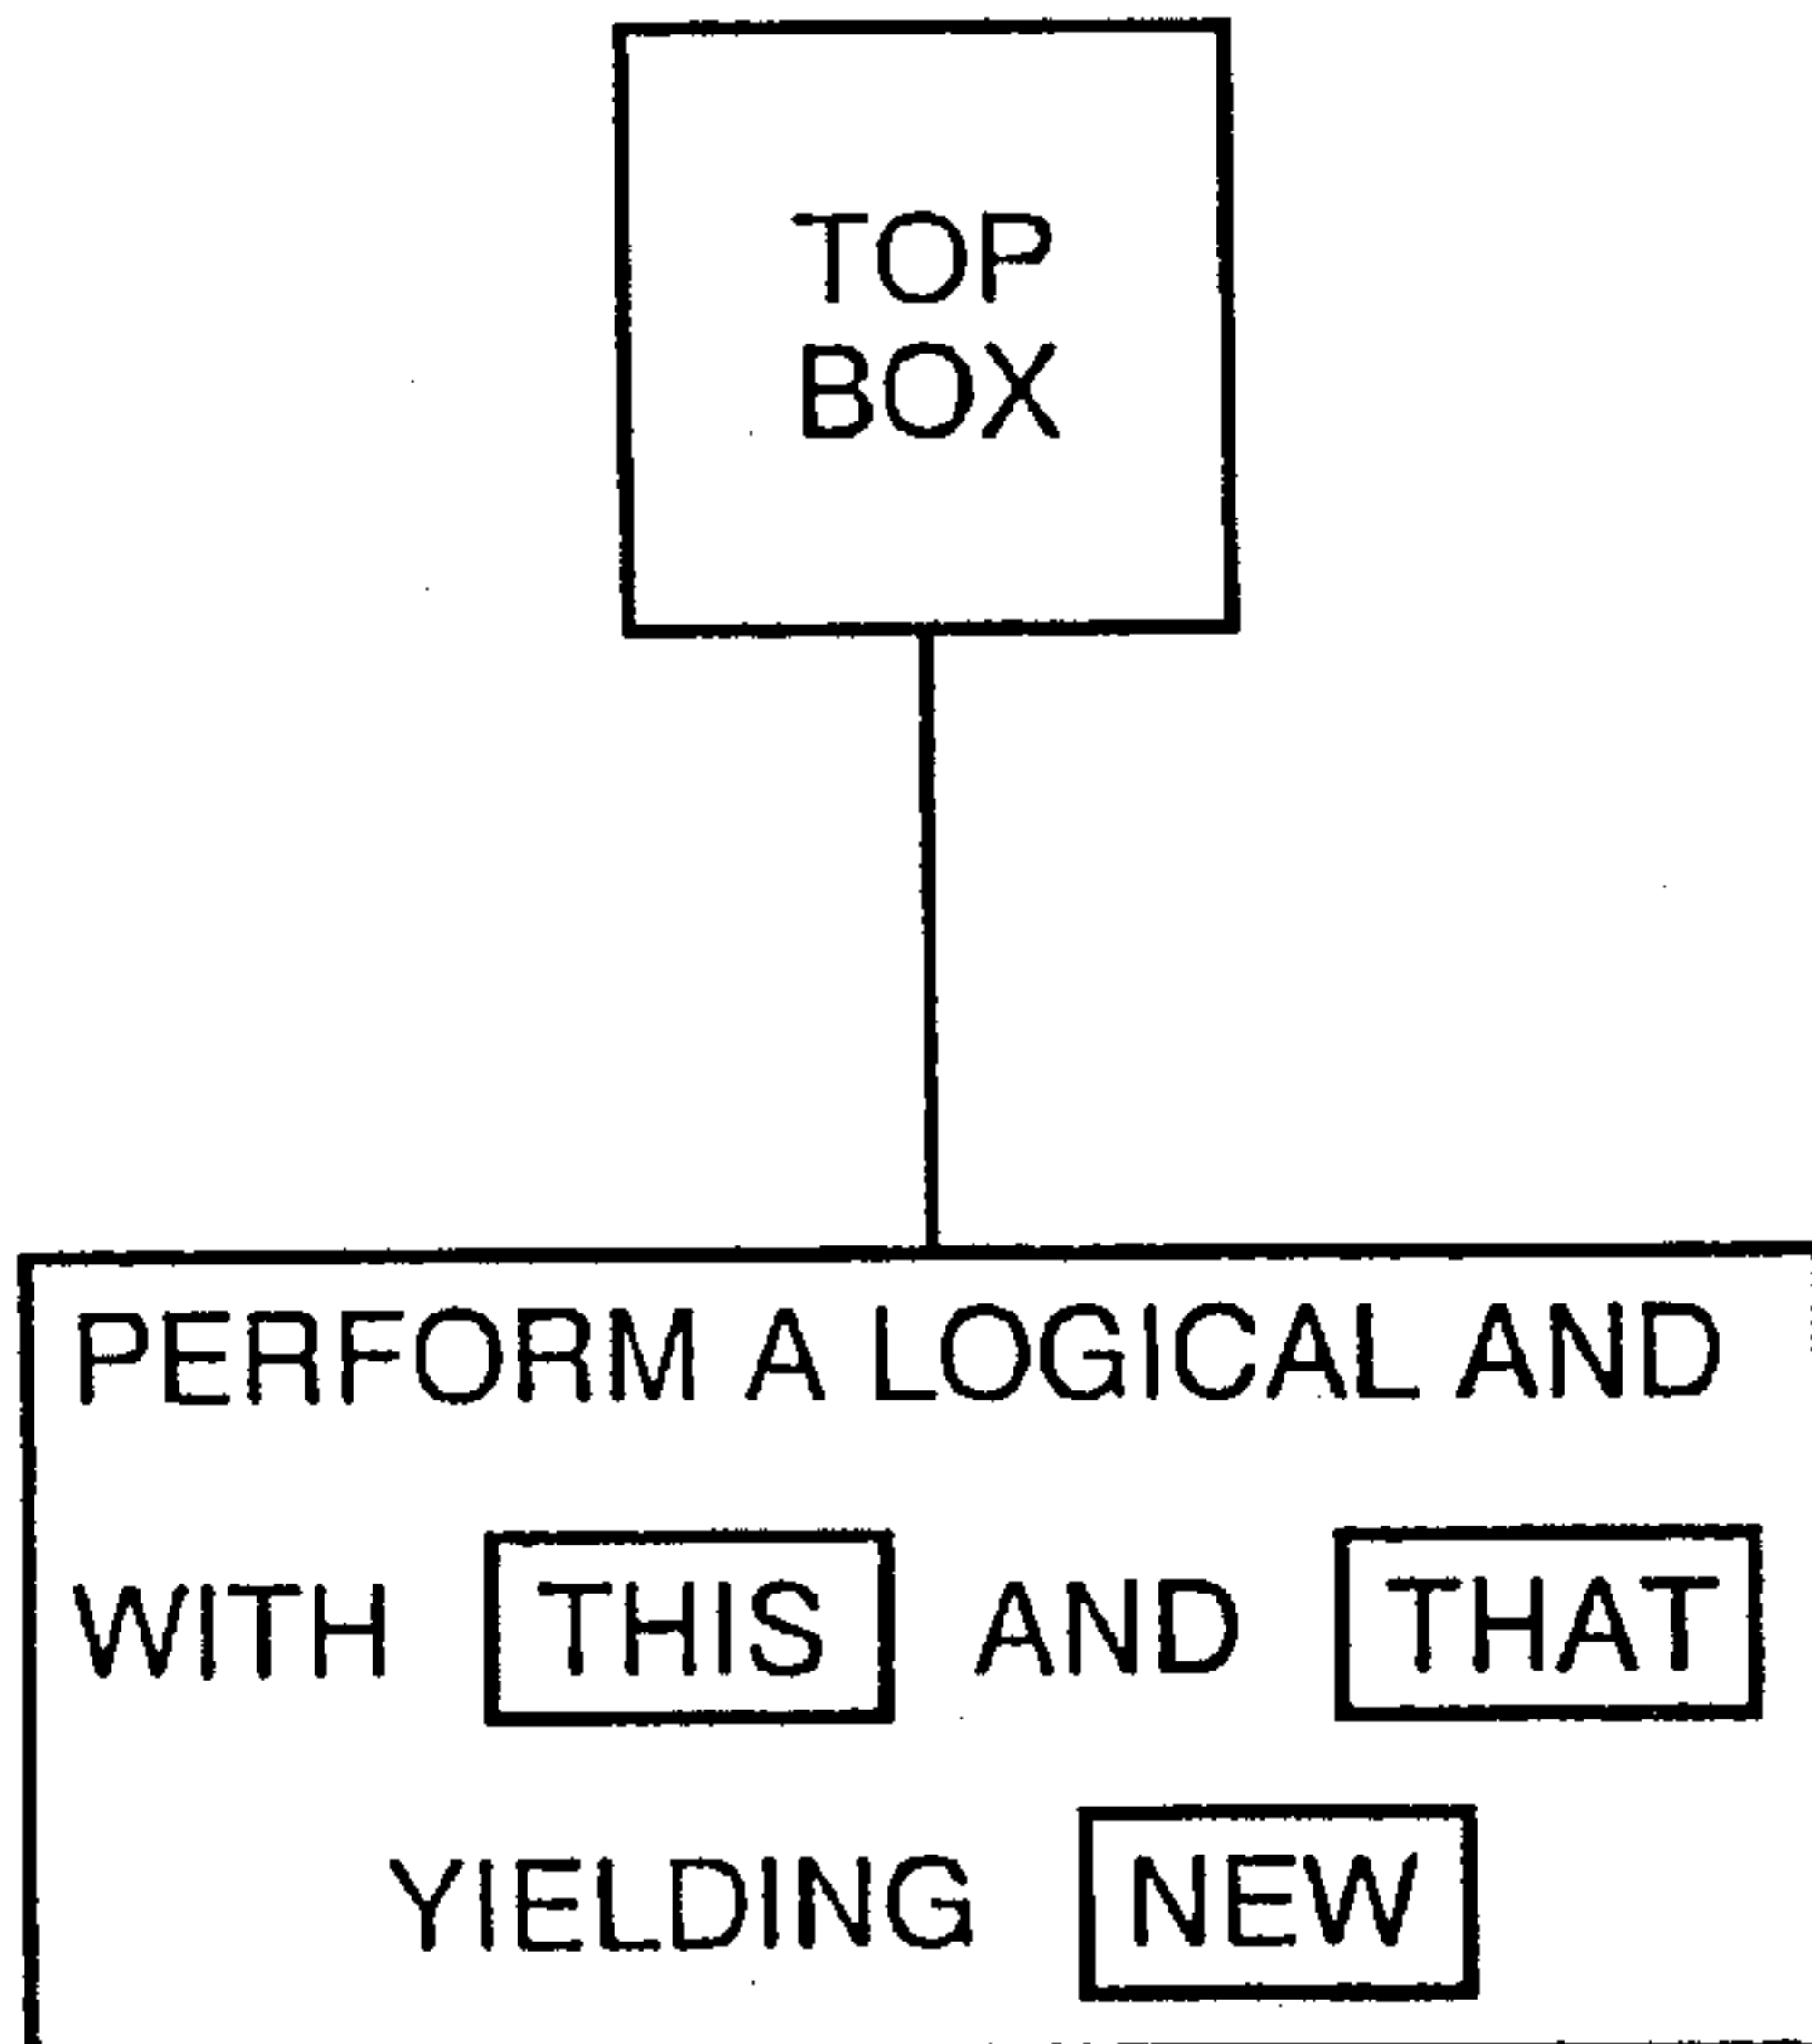 TOP
BOX
PERFORM A LOGICAL AND
WITH THIS AND THAT
YIELDING NEW